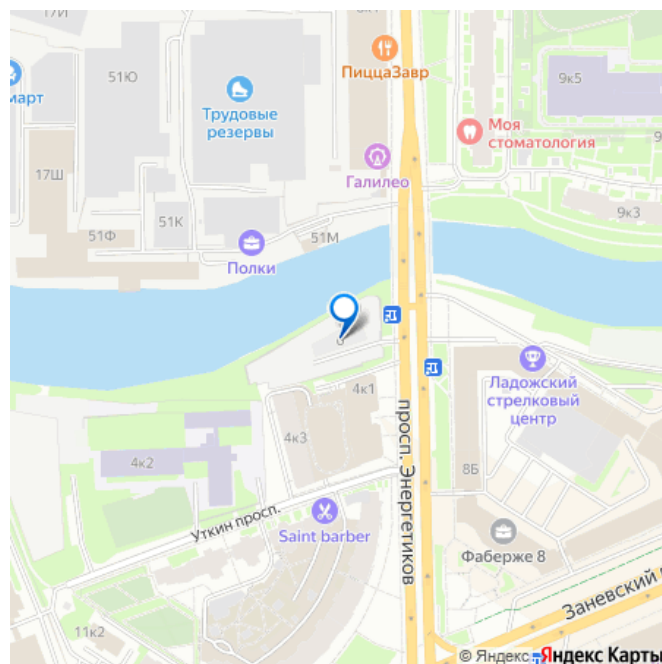 17И
6к1
ПиццаЗавр
51Ю
март
Трудовые
резервы
9к5
Моя
стоматология
17Ш
Галилео
51К
51Ф
51М
9к3
Полки
Ладожский
стрелковый
центр
4к1
4к3
4к2
8Б
просп. Энергетиков
Уткин просп.
Saint barber
Фаберже 8
Заневский
11к2
© Яндекс
Яндекс Карты